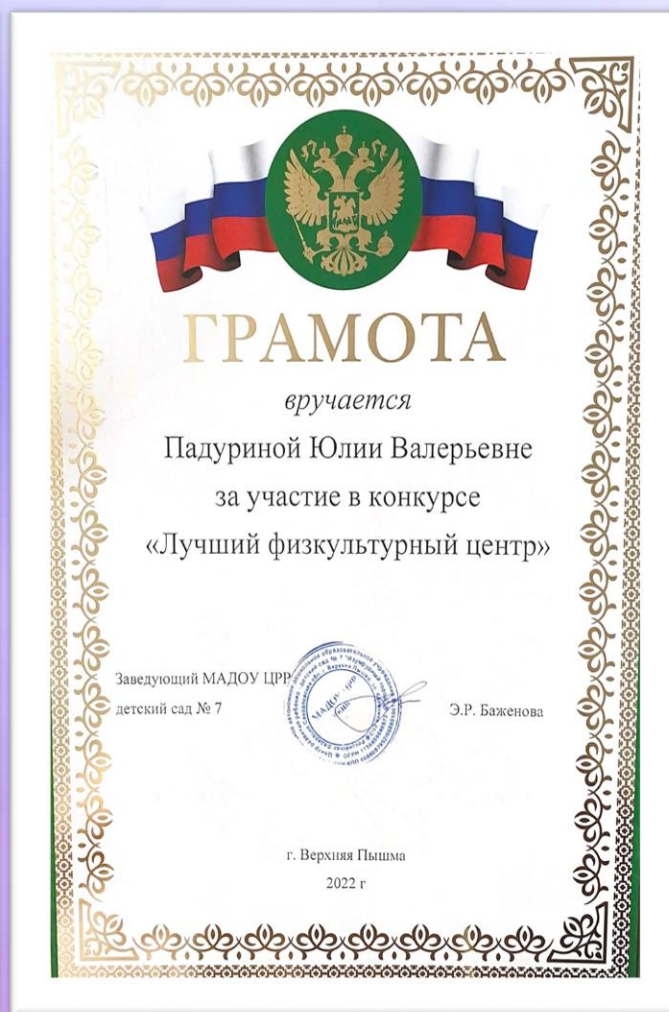 ГРАМОТА
вручается
Падуриной Юлии Валерьевне
за участие в конкурсе
«Лучший физкультурный центр»
Заведующий МАДОУ ЦРР
детский сад № 7
Э.Р. Баженова
г. Верхняя Пышма
2022 г